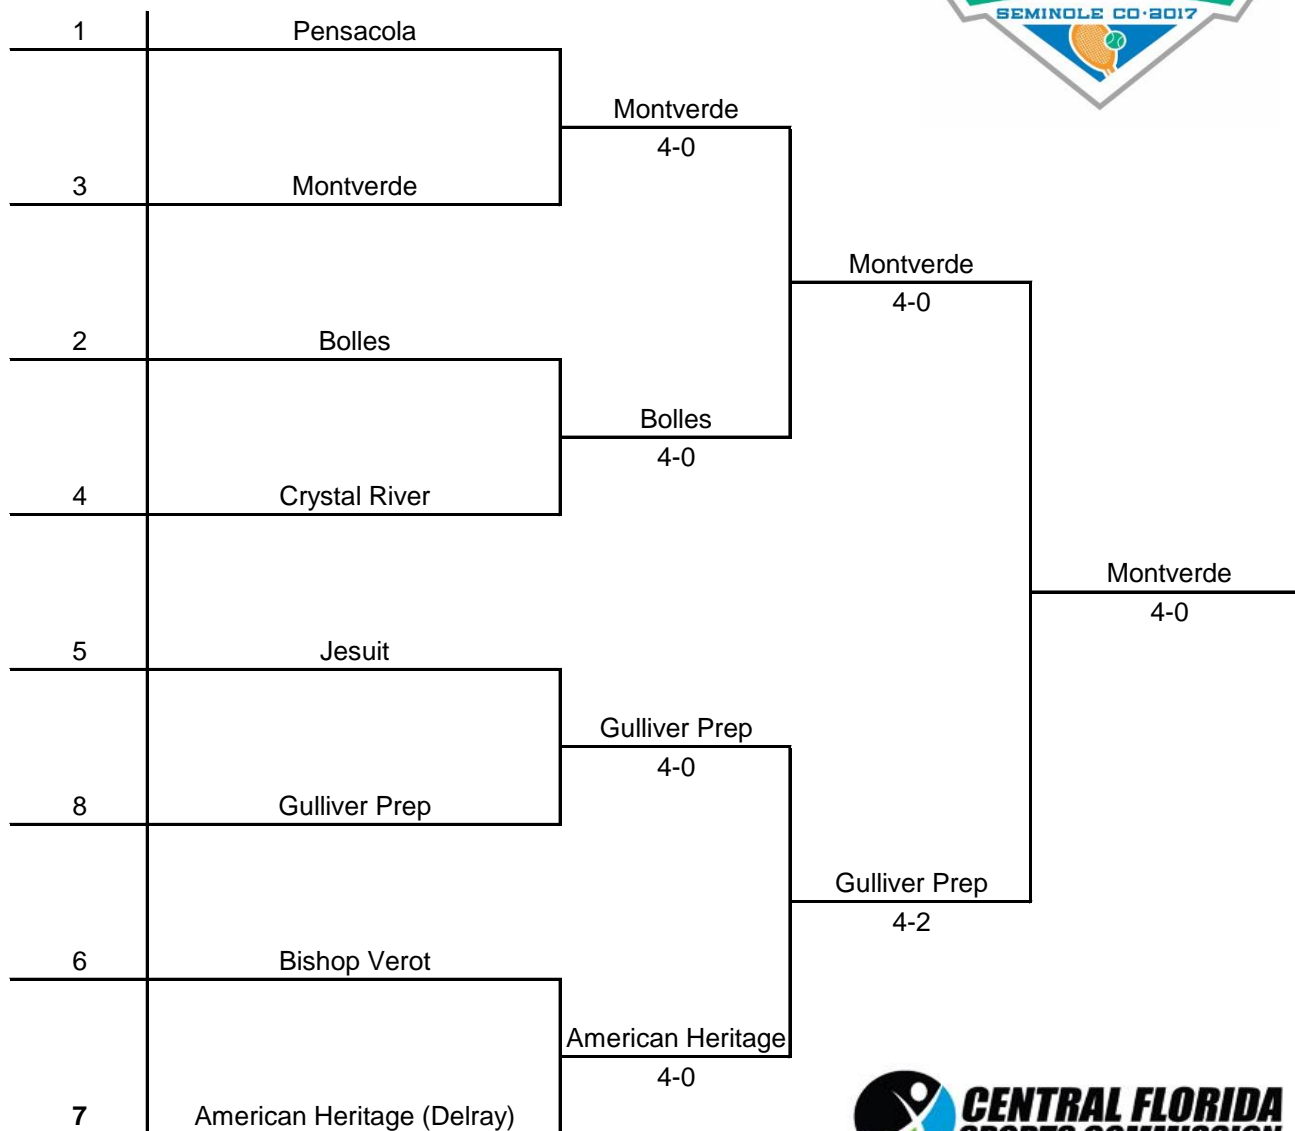 SEMINOLE CO·2017
1 Pensacola
Montverde
4-0
3 Montverde
Montverde
4-0
2 Bolles
Bolles
4-0
4 Crystal River
Montverde
4-0
5 Jesuit
Gulliver Prep
4-0
8 Gulliver Prep
Gulliver Prep
4-2
6 Bishop Verot
American Heritage
4-0
7 American Heritage (Delray)
CENTRAL FLORIDA
SPORTS COMMISSION